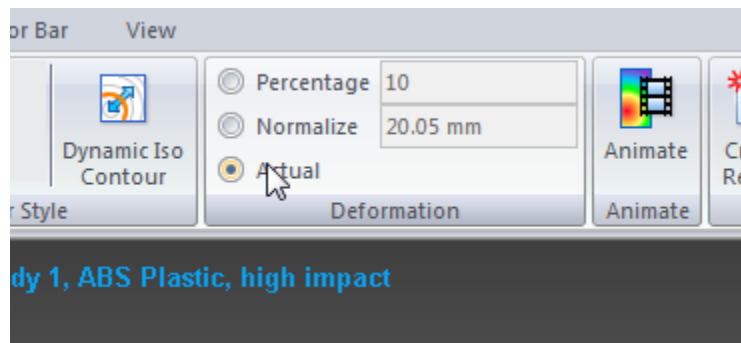 or Bar View
Percentage 10
Normalize 20.05 mm
Actual
Dynamic Iso
Contour
Animate
Style
Deformation
Animate
dy 1, ABS Plastic, high impact